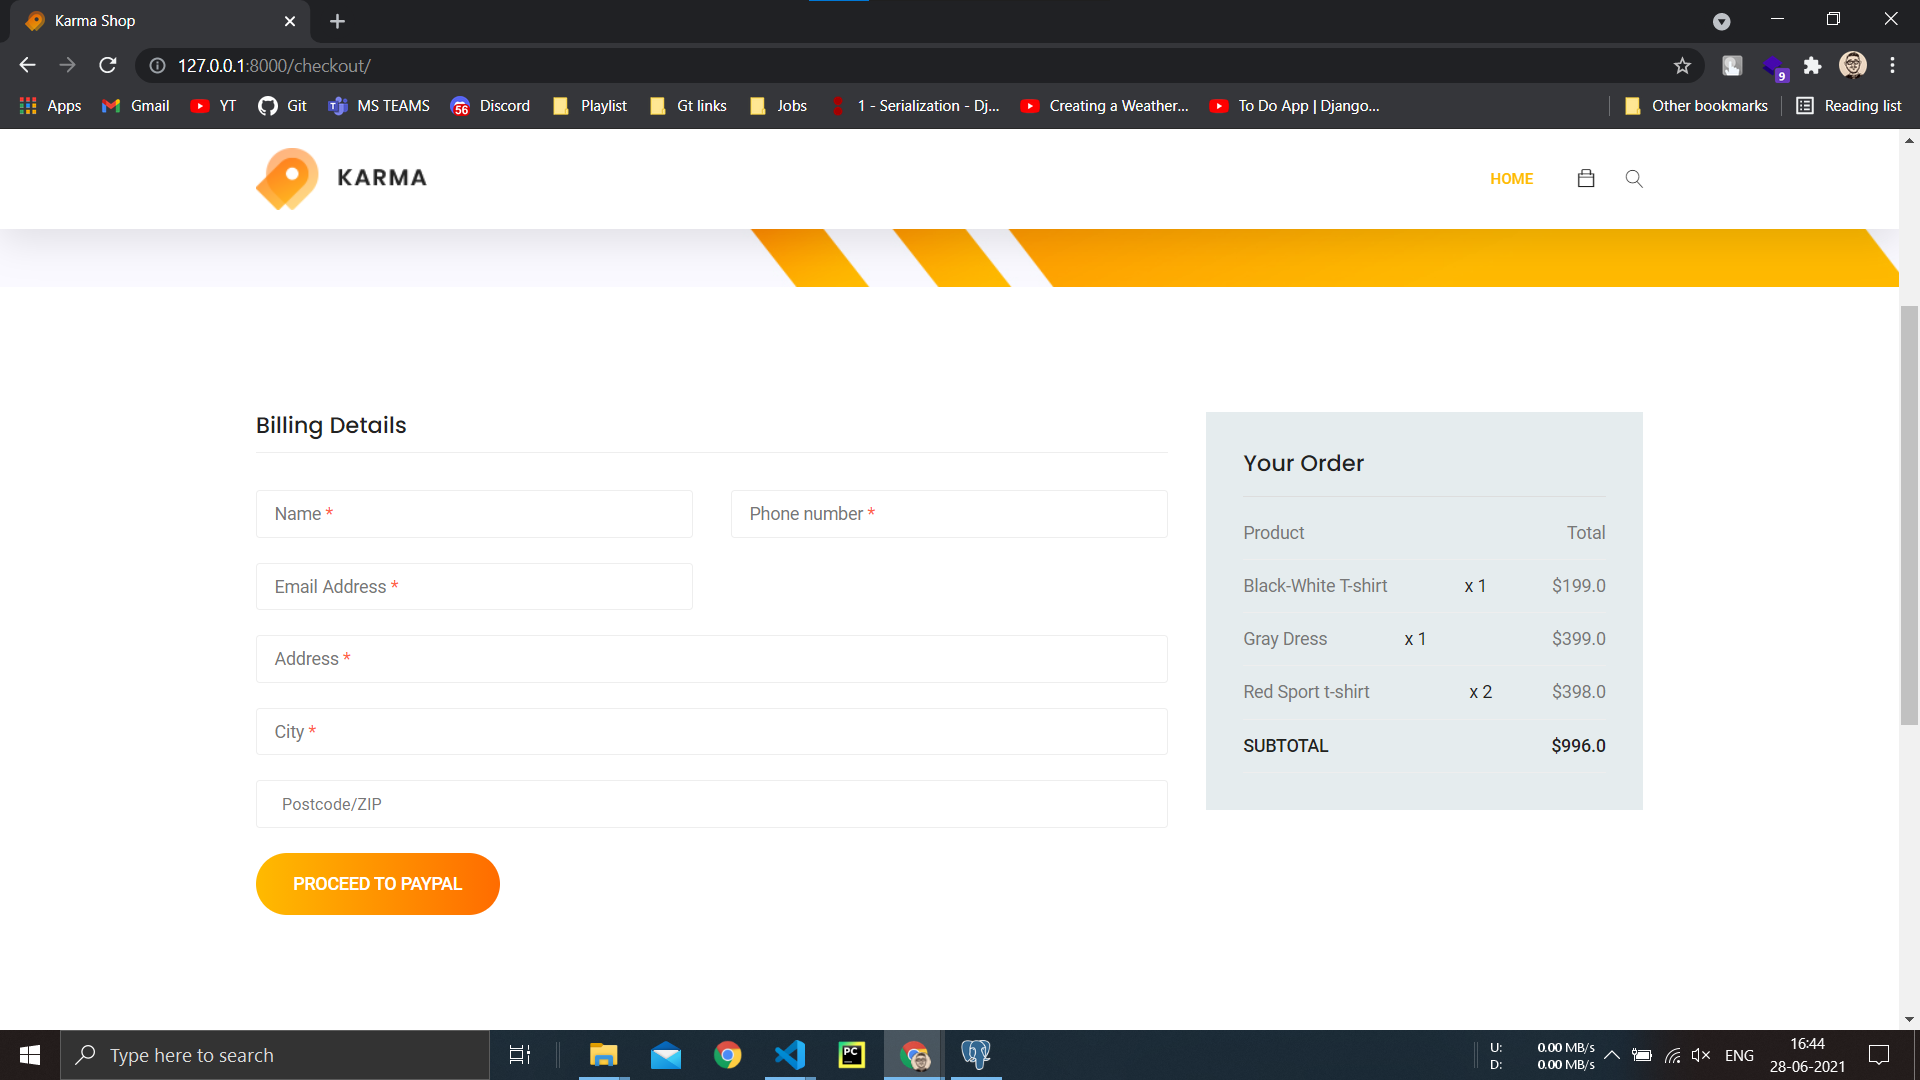 Karma Shop
127.0.0.1:8000/checkout/
Apps Gmail YT Git MS TEAMS 56 Discord Playlist Gt links Jobs 1 - Serialization - Dj... Creating a Weather... To Do App | Django... Other bookmarks Reading list
9
KARMA
HOME
Billing Details
Name *
Phone number *
Email Address *
Address *
City *
Postcode/ZIP
PROCEED TO PAYPAL
Your Order
Product Total
Black-White T-shirt x 1 $199.0
Gray Dress x 1 $399.0
Red Sport t-shirt x 2 $398.0
SUBTOTAL $996.0
Type here to search
PC
U: 0.00 MB/s
D: 0.00 MB/s
ENG
16:44
28-06-2021